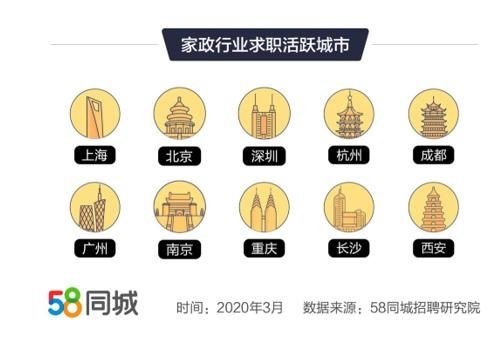 家政行业求职活跃城市
上海 北京 深圳 杭州 成都
广州 南京 重庆 长沙 西安
58同城 时间：2020年3月 数据来源：58同城招聘研究院